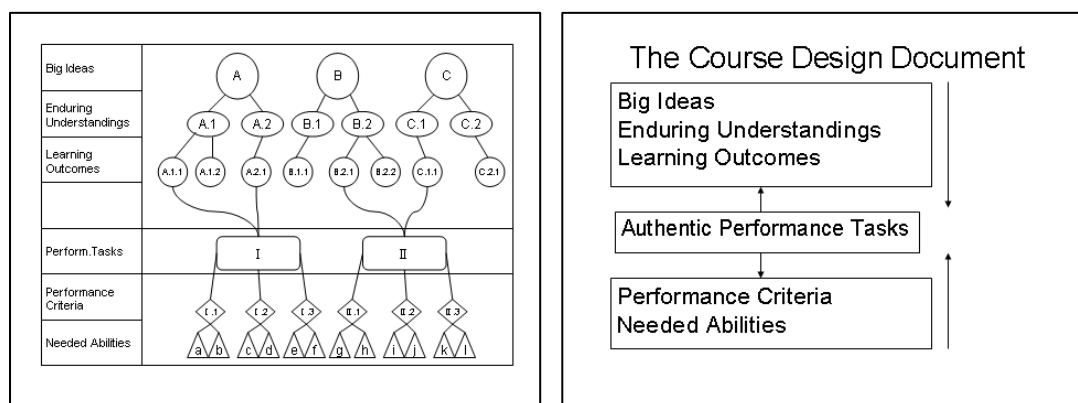 Big Ideas
A B C
Enduring
Understandings
A.1 A.2 B.1 B.2 C.1 C.2
Learning
Outcomes
A.1.1 A.1.2 A.2.1 B.1.1 B.2.1 B.2.2 C.1.1 C.2.1
Perform.Tasks
I II
Performance
Criteria
I.1 I.2 I.3 II.1 II.2 II.3
Needed Abilities
a b c d e f g h i j k l
The Course Design Document
Big Ideas
Enduring Understandings
Learning Outcomes
Authentic Performance Tasks
Performance Criteria
Needed Abilities